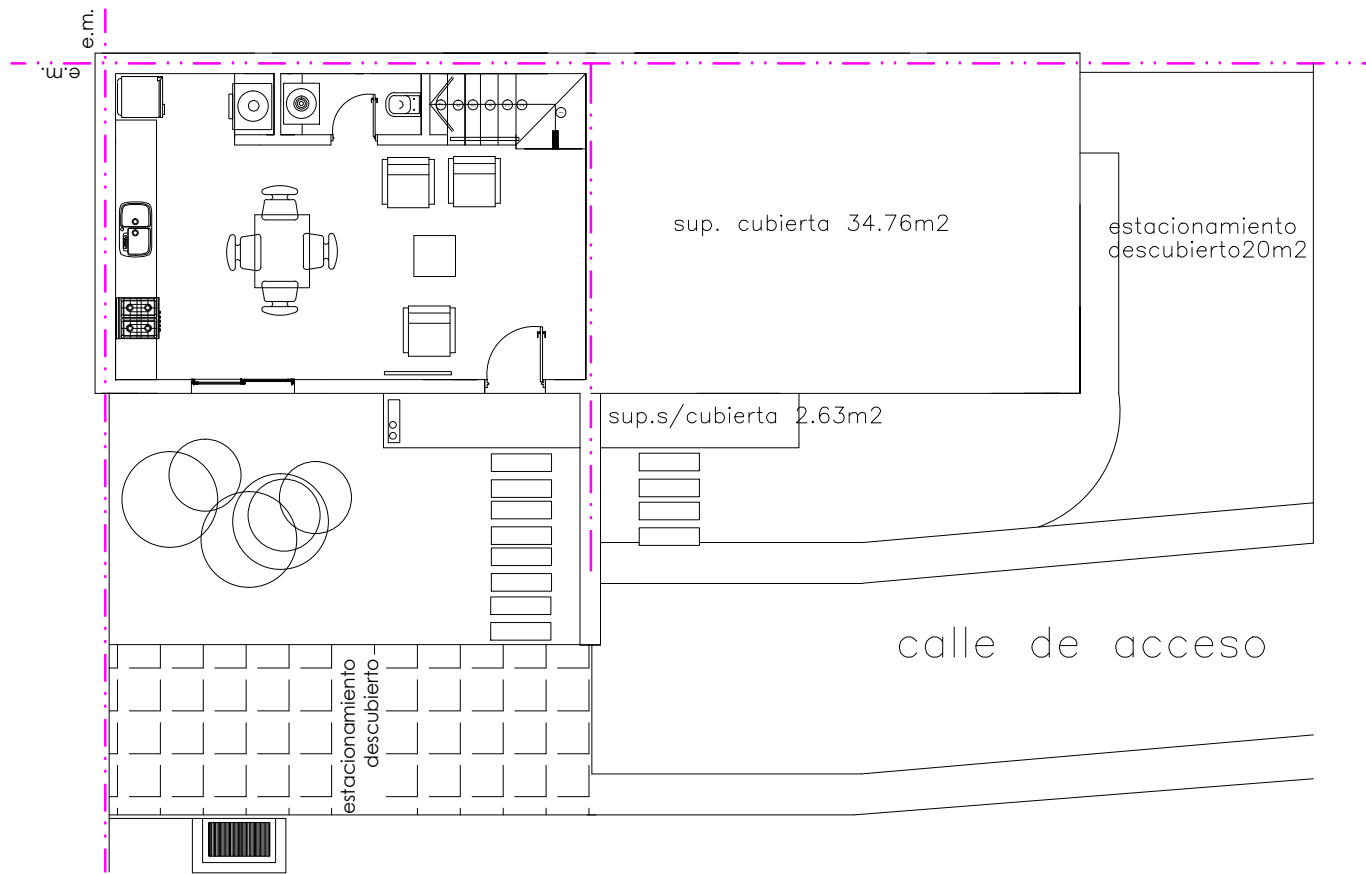 e.m.
e.m.
sup. cubierta 34.76m2
estacionamiento
descubierto20m2
sup.s/cubierta 2.63m2
calle de acceso
estacionamiento
descubierto